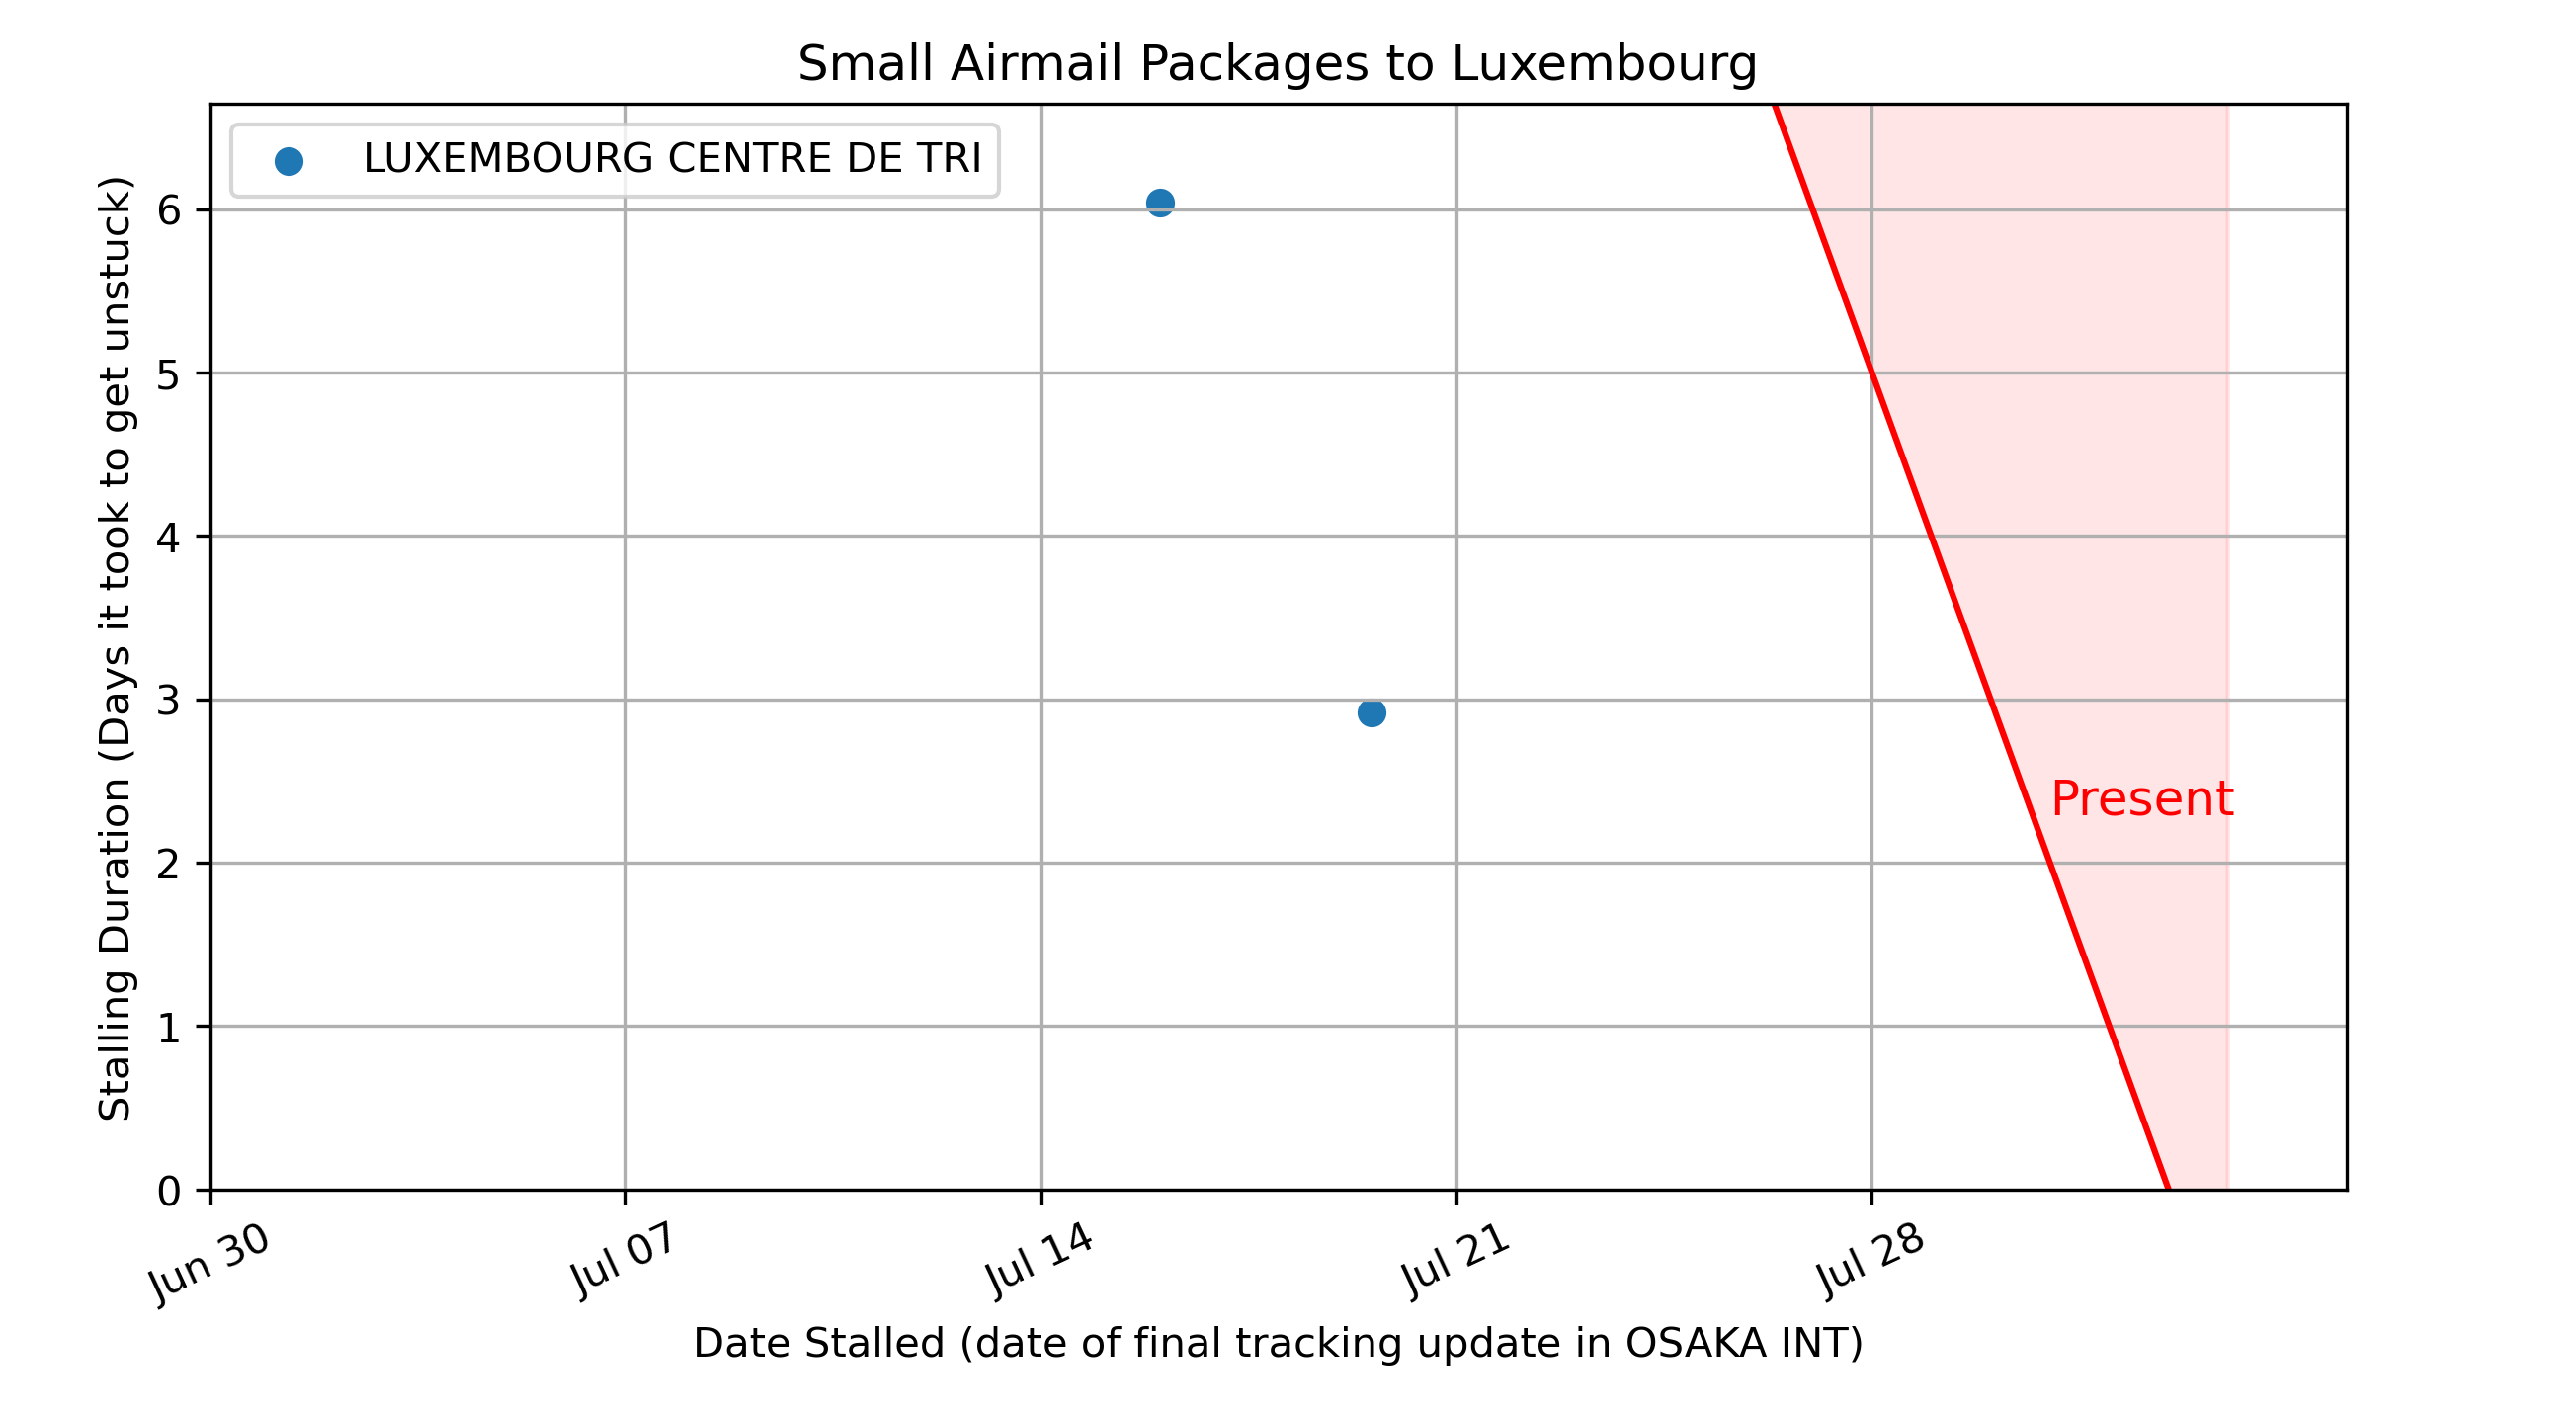 Small Airmail Packages to Luxembourg
LUXEMBOURG CENTRE DE TRI
Stalling Duration (Days it took to get unstuck)
6
5
4
3
2
1
0
Present
Jun 30
Jul 07
Jul 14
Jul 21
Jul 28
Date Stalled (date of final tracking update in OSAKA INT)